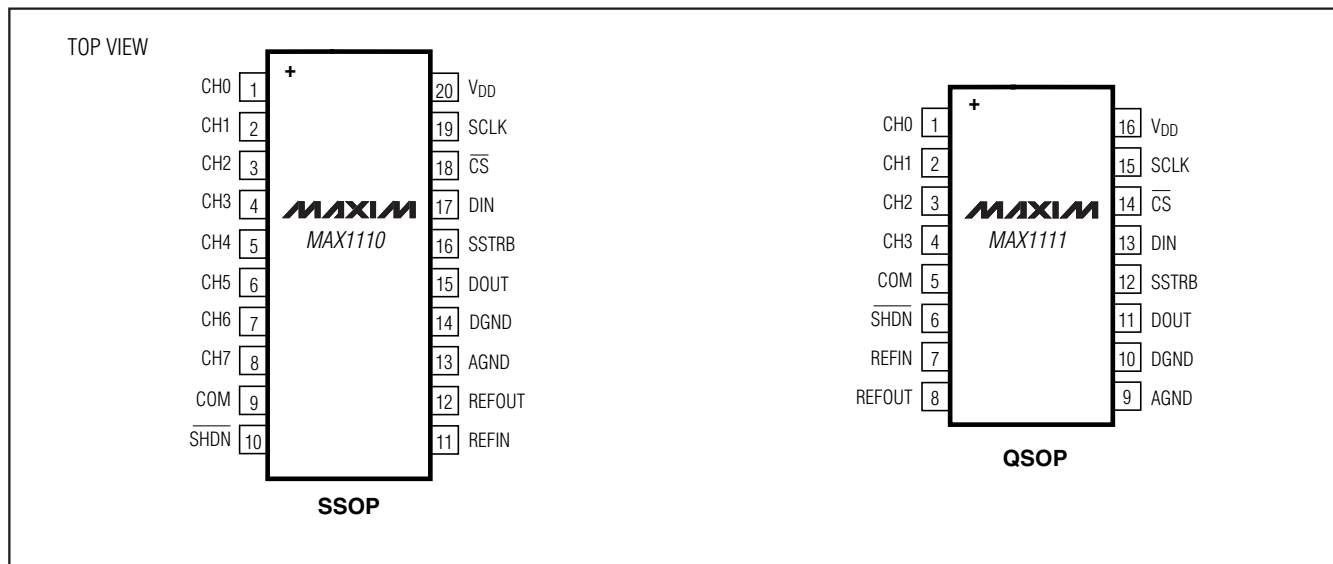 TOP VIEW
+
CH0 1
CH1 2
CH2 3
CH3 4
CH4 5
CH5 6
CH6 7
CH7 8
COM 9
S̅H̅D̅N̅ 10
20 VDD
19 SCLK
18 C̅S̅
17 DIN
16 SSTRB
15 DOUT
14 DGND
13 AGND
12 REFOUT
11 REFIN
MAXIM
MAX1110
SSOP
+
CH0 1
CH1 2
CH2 3
CH3 4
COM 5
S̅H̅D̅N̅ 6
REFIN 7
REFOUT 8
16 VDD
15 SCLK
14 C̅S̅
13 DIN
12 SSTRB
11 DOUT
10 DGND
9 AGND
MAXIM
MAX1111
QSOP